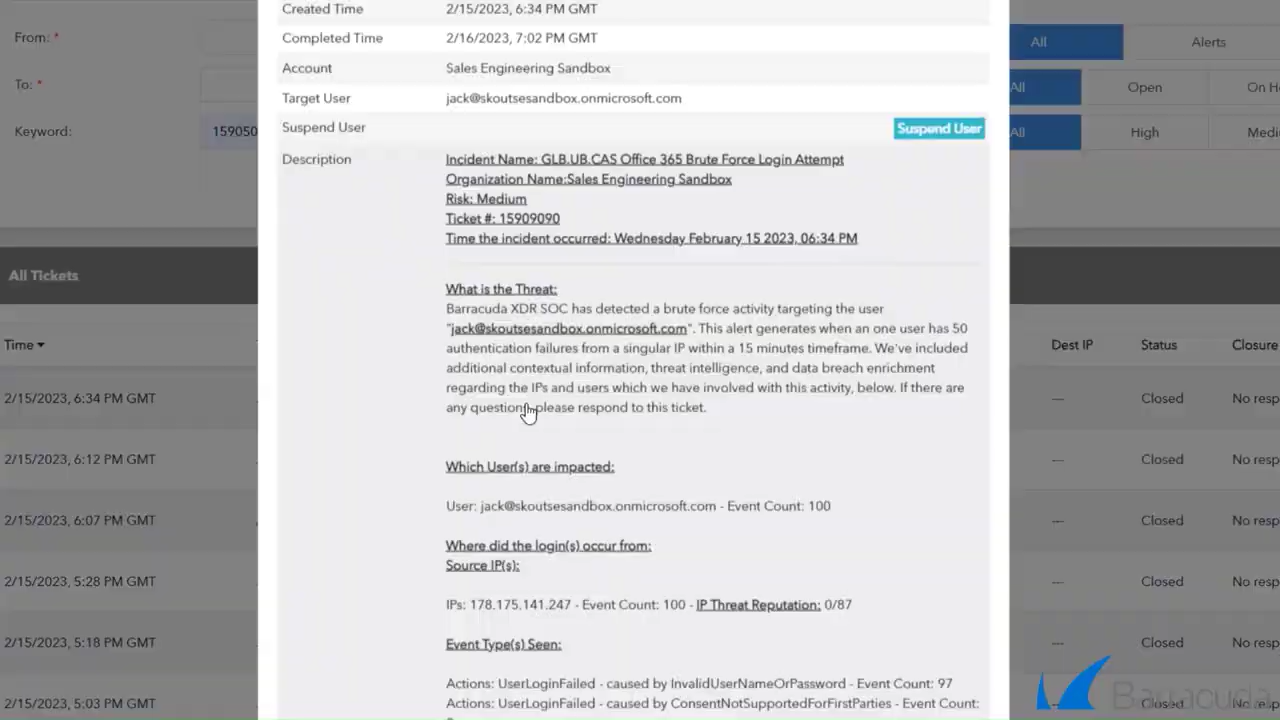 Created Time 2/15/2023, 6:34 PM GMT
From: *
Completed Time 2/16/2023, 7:02 PM GMT
All Alerts
Account Sales Engineering Sandbox
To: *
All Open On H
Target User jack@skoutsesandbox.onmicrosoft.com
Suspend User Suspend User
Keyword: 159050
All High Medi
Description Incident Name: GLB.UB.CAS Office 365 Brute Force Login Attempt
Organization Name:Sales Engineering Sandbox
Risk: Medium
Ticket #: 15909090
Time the incident occurred: Wednesday February 15 2023, 06:34 PM
All Tickets
What is the Threat:
Barracuda XDR SOC has detected a brute force activity targeting the user
"jack@skoutsesandbox.onmicrosoft.com". This alert generates when an one user has 50
authentication failures from a singular IP within a 15 minutes timeframe. We've included
additional contextual information, threat intelligence, and data breach enrichment
regarding the IPs and users which we have involved with this activity, below. If there are
any questions please respond to this ticket.
Time Dest IP Status Closure
2/15/2023, 6:34 PM GMT --- Closed No resp
2/15/2023, 6:12 PM GMT --- Closed No resp
Which User(s) are impacted:
User: jack@skoutsesandbox.onmicrosoft.com - Event Count: 100
2/15/2023, 6:07 PM GMT --- Closed No resp
Where did the login(s) occur from:
Source IP(s):
2/15/2023, 5:28 PM GMT --- Closed No resp
IPs: 178.175.141.247 - Event Count: 100 - IP Threat Reputation: 0/87
Event Type(s) Seen:
2/15/2023, 5:18 PM GMT --- Closed No resp
Actions: UserLoginFailed - caused by InvalidUserNameOrPassword - Event Count: 97
Actions: UserLoginFailed - caused by ConsentNotSupportedForFirstParties - Event Count:
2/15/2023, 5:03 PM GMT --- Closed No resp
Barracuda